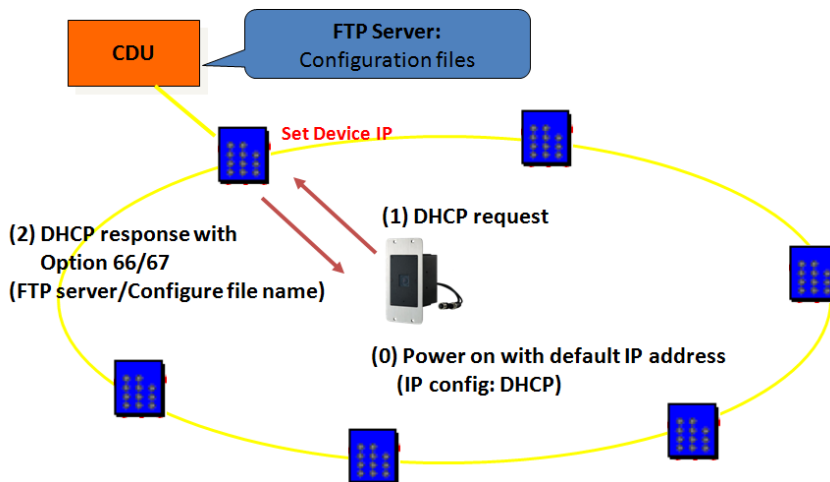 FTP Server:
CDU
Configuration files
Set Device IP
(1) DHCP request
(2) DHCP response with
Option 66/67
(FTP server/Configure file name)
(0) Power on with default IP address
(IP config: DHCP)